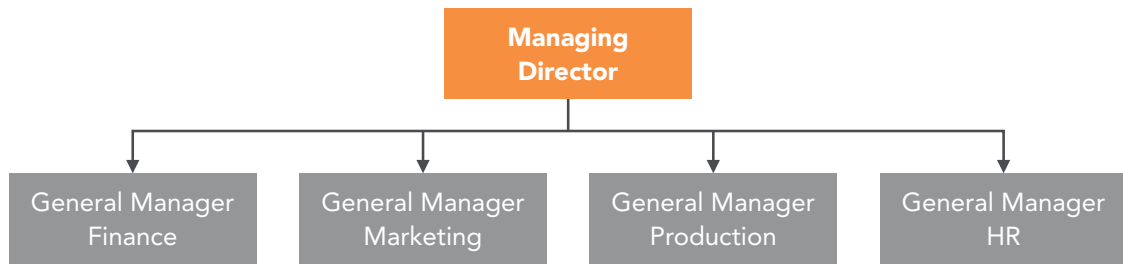 Managing
Director
General Manager
Finance
General Manager
Marketing
General Manager
Production
General Manager
HR